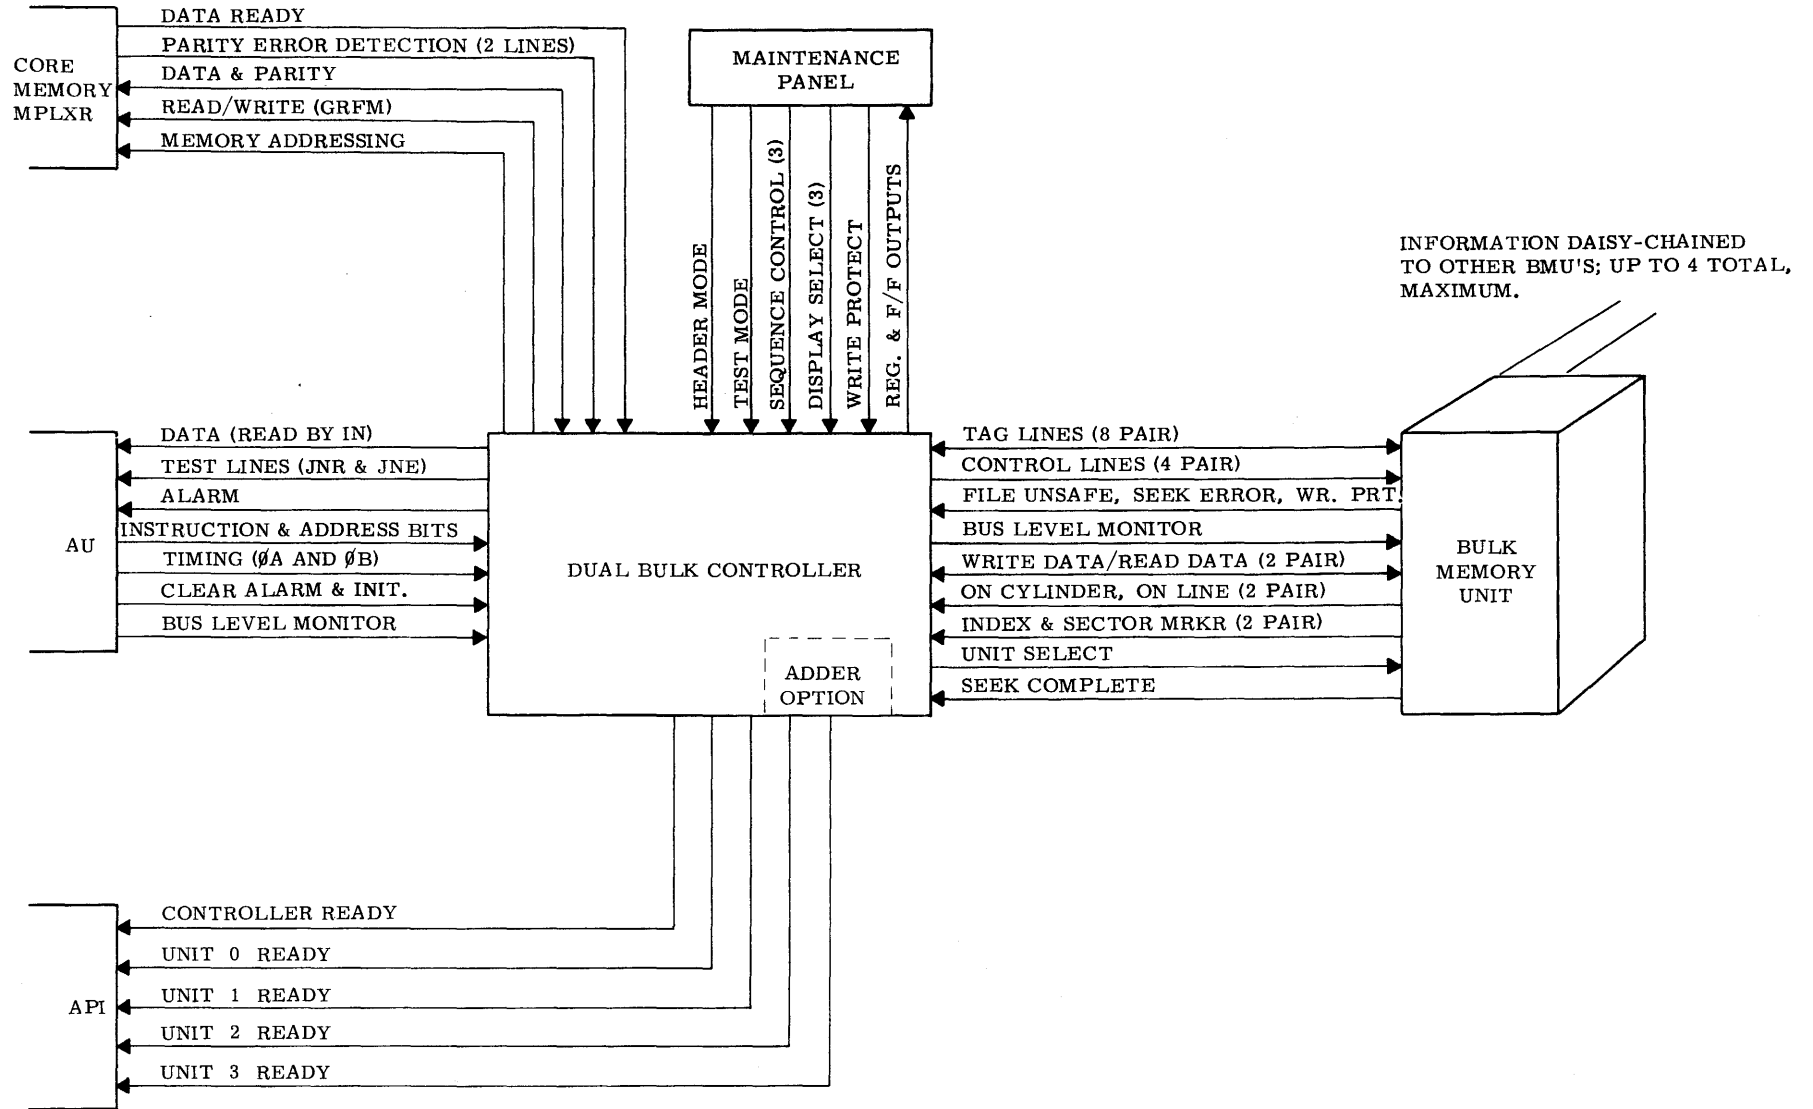 DATA READY
PARITY ERROR DETECTION (2 LINES)
DATA & PARITY
READ/WRITE (GRFM)
MEMORY ADDRESSING
CORE
MEMORY
MPLXR
MAINTENANCE
PANEL
HEADER MODE
TEST MODE
SEQUENCE CONTROL (3)
DISPLAY SELECT (3)
WRITE PROTECT
REG. & F/F OUTPUTS
INFORMATION DAISY-CHAINED
TO OTHER BMU'S; UP TO 4 TOTAL,
MAXIMUM.
DATA (READ BY IN)
TEST LINES (JNR & JNE)
ALARM
INSTRUCTION & ADDRESS BITS
TIMING (ØA AND ØB)
CLEAR ALARM & INIT.
BUS LEVEL MONITOR
AU
DUAL BULK CONTROLLER
ADDER
OPTION
TAG LINES (8 PAIR)
CONTROL LINES (4 PAIR)
FILE UNSAFE, SEEK ERROR, WR. PRT.
BUS LEVEL MONITOR
WRITE DATA/READ DATA (2 PAIR)
ON CYLINDER, ON LINE (2 PAIR)
INDEX & SECTOR MRKR (2 PAIR)
UNIT SELECT
SEEK COMPLETE
BULK
MEMORY
UNIT
CONTROLLER READY
UNIT 0 READY
UNIT 1 READY
UNIT 2 READY
UNIT 3 READY
API